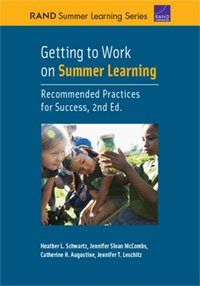 RAND Summer Learning Series
RAND
Getting to Work
on Summer Learning
Recommended Practices
for Success, 2nd Ed.
Heather L. Schwartz, Jennifer Sloan McCombs,
Catherine H. Augustine, Jennifer T. Leschitz